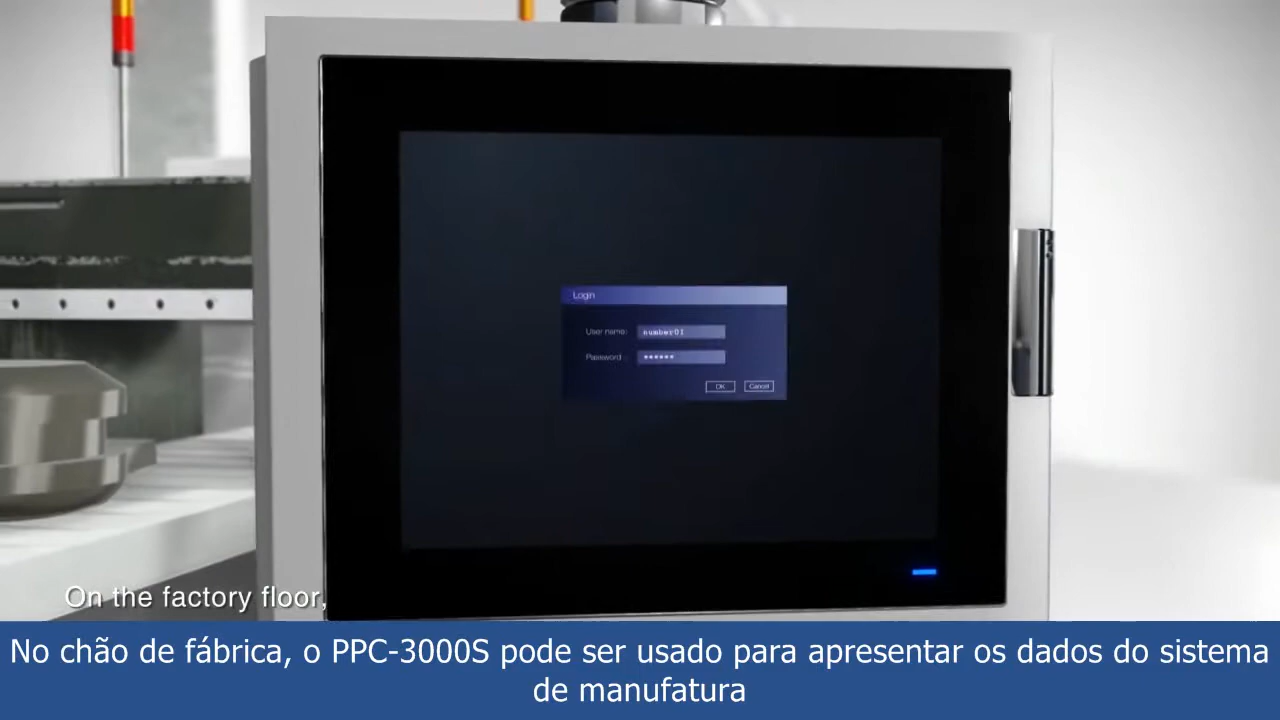 Login
User name:
number01
Password :
******
OK
Cancel
On the factory floor,
No chão de fábrica, o PPC-3000S pode ser usado para apresentar os dados do sistema
de manufatura